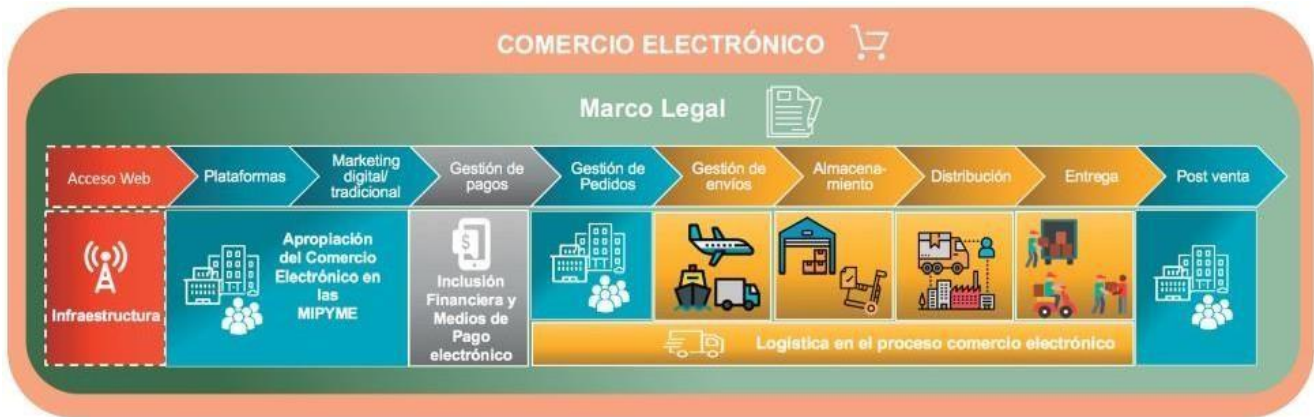 COMERCIO ELECTRÓNICO
Marco Legal
Acceso Web
Plataformas
Marketing
digital/
tradicional
Gestión de
pagos
Gestión de
Pedidos
Gestión de
envíos
Almacena-
miento
Distribución
Entrega
Post venta
Infraestructura
Apropiación
del Comercio
Electrónico en
las
MIPYME
$
Inclusión
Financiera y
Medios de
Pago
electrónico
Logística en el proceso comercio electrónico